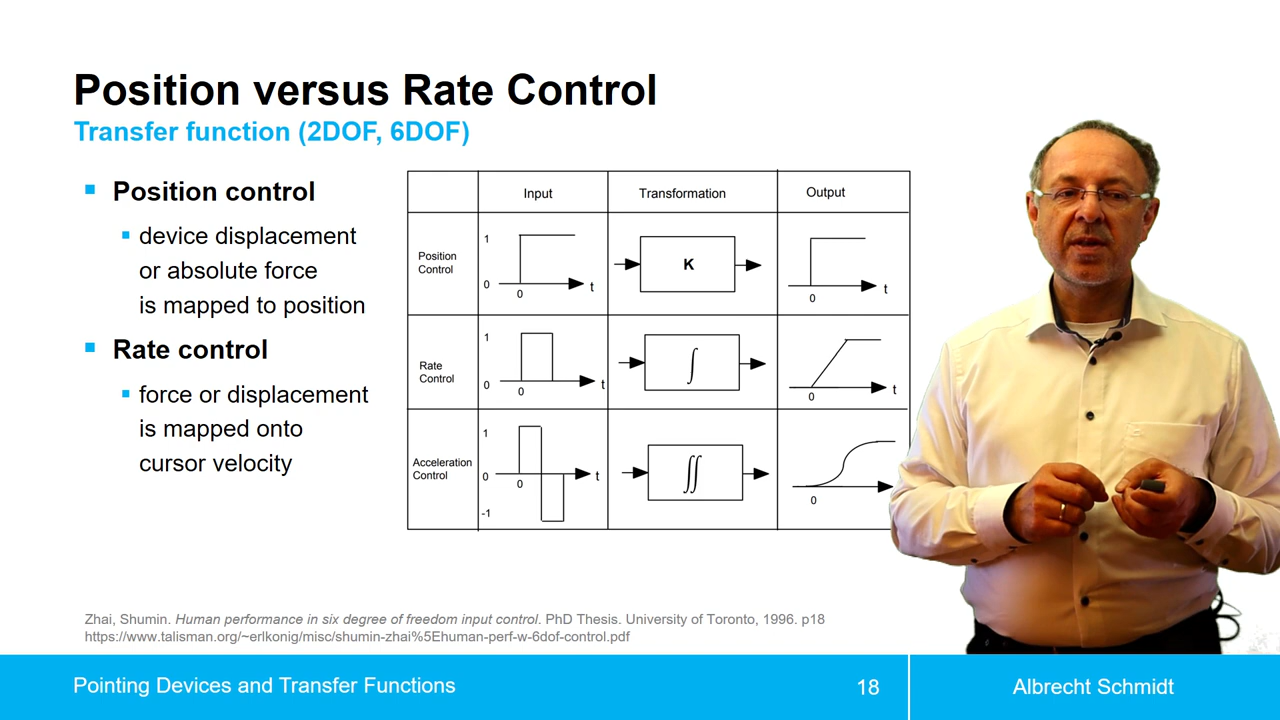 Position versus Rate Control
Transfer function (2DOF, 6DOF)
Position control
device displacement
or absolute force
is mapped to position
Rate control
force or displacement
is mapped onto
cursor velocity
Input
Transformation
Output
Position
Control
1
0
0
t
K
0
t
Rate
Control
1
0
0
t
∫
0
t
Acceleration
Control
1
0
0
-1
t
∬
0
Zhai, Shumin. Human performance in six degree of freedom input control. PhD Thesis. University of Toronto, 1996. p18
https://www.talisman.org/~erlkonig/misc/shumin-zhai%5Ehuman-perf-w-6dof-control.pdf
Pointing Devices and Transfer Functions
18
Albrecht Schmidt